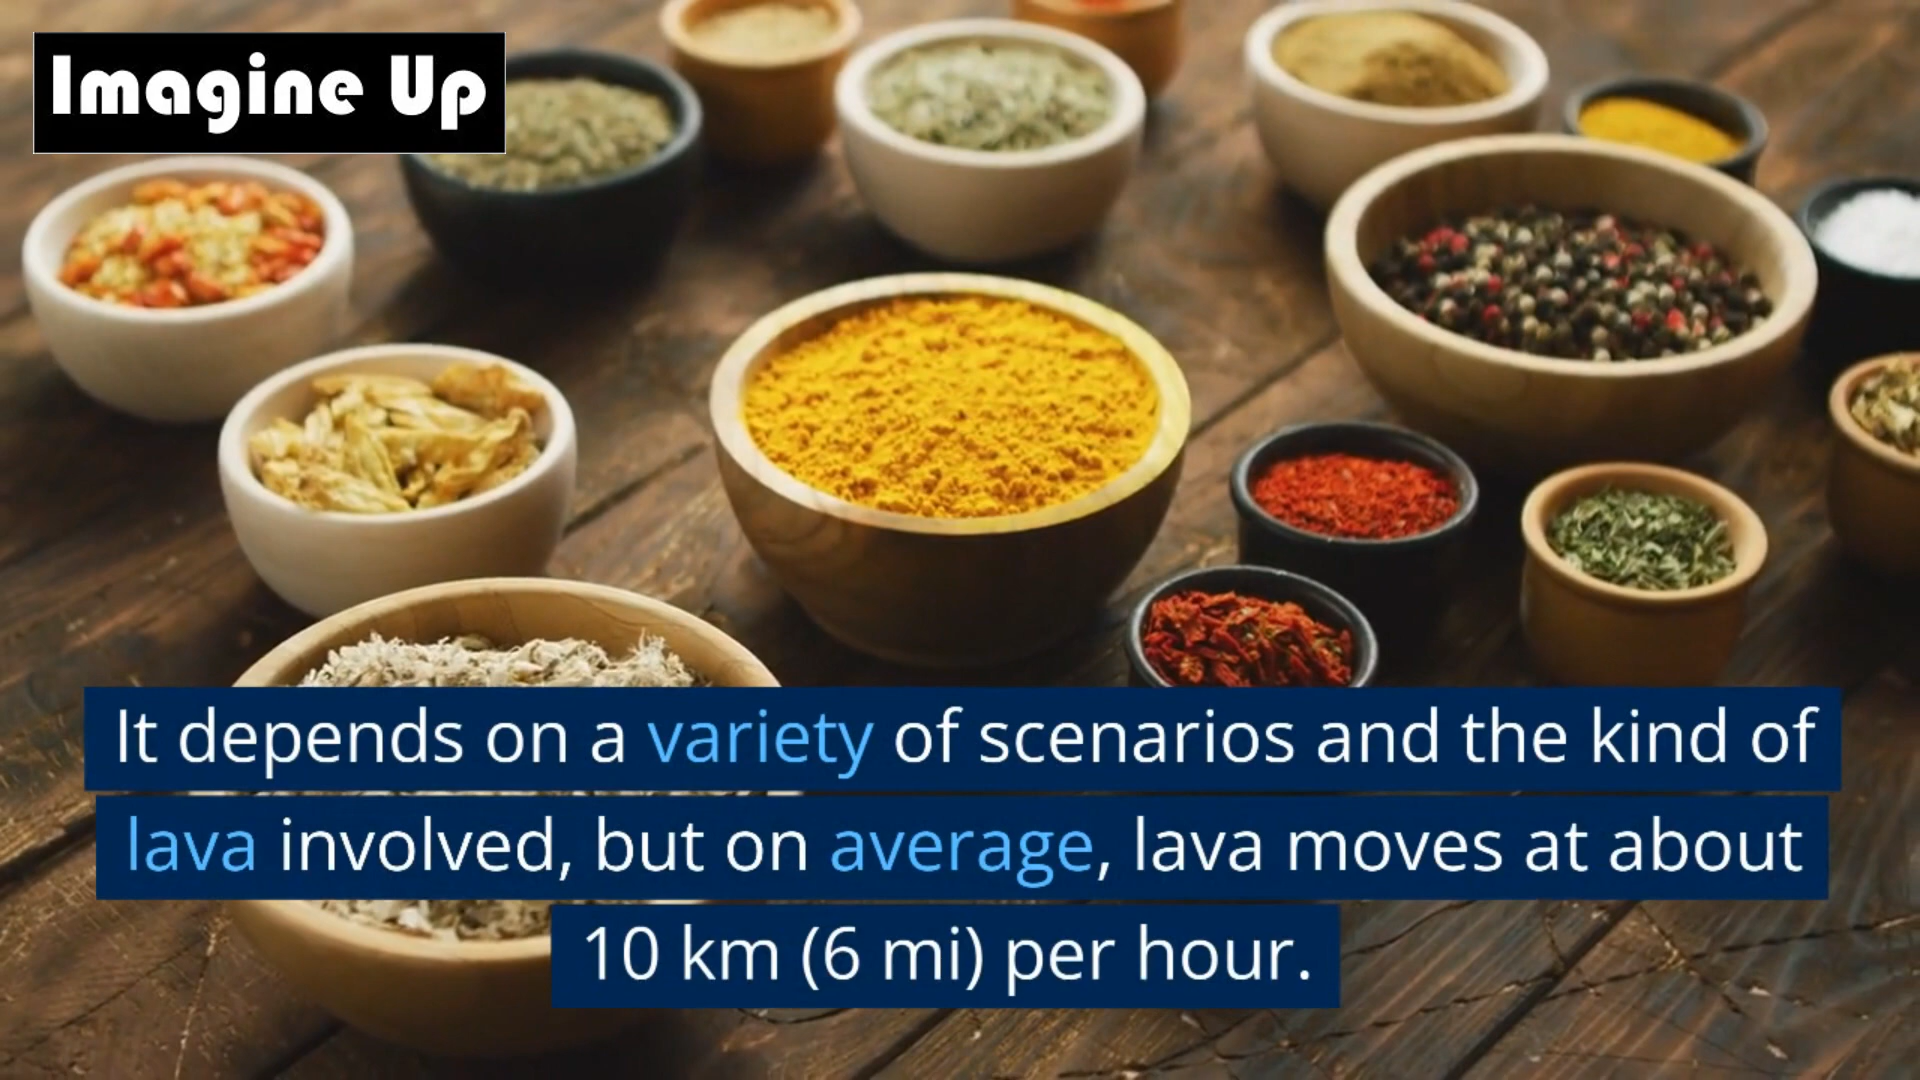 Imagine Up
It depends on a variety of scenarios and the kind of
lava involved, but on average, lava moves at about
10 km (6 mi) per hour.